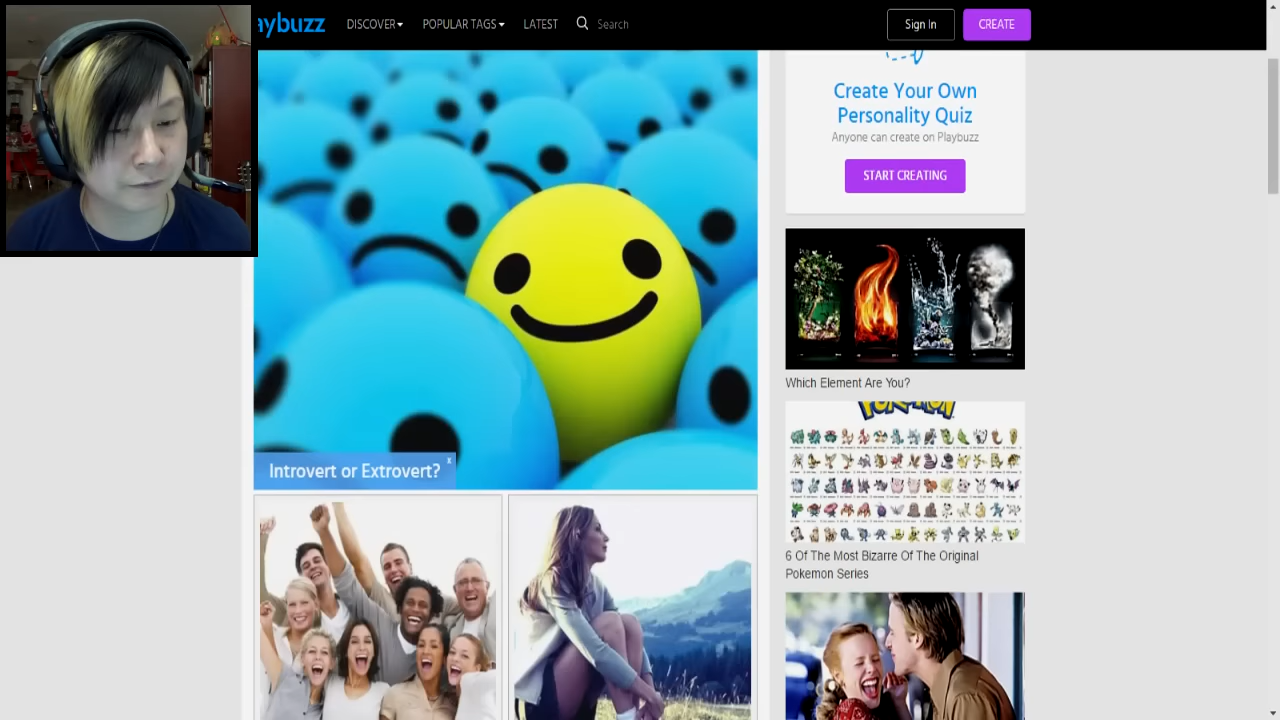 aybuzz
DISCOVER
POPULAR TAGS
LATEST
Search
Sign In
CREATE
Create Your Own
Personality Quiz
Anyone can create on Playbuzz
START CREATING
Which Element Are You?
POKEMON
6 Of The Most Bizarre Of The Original
Pokemon Series
Introvert or Extrovert?
x